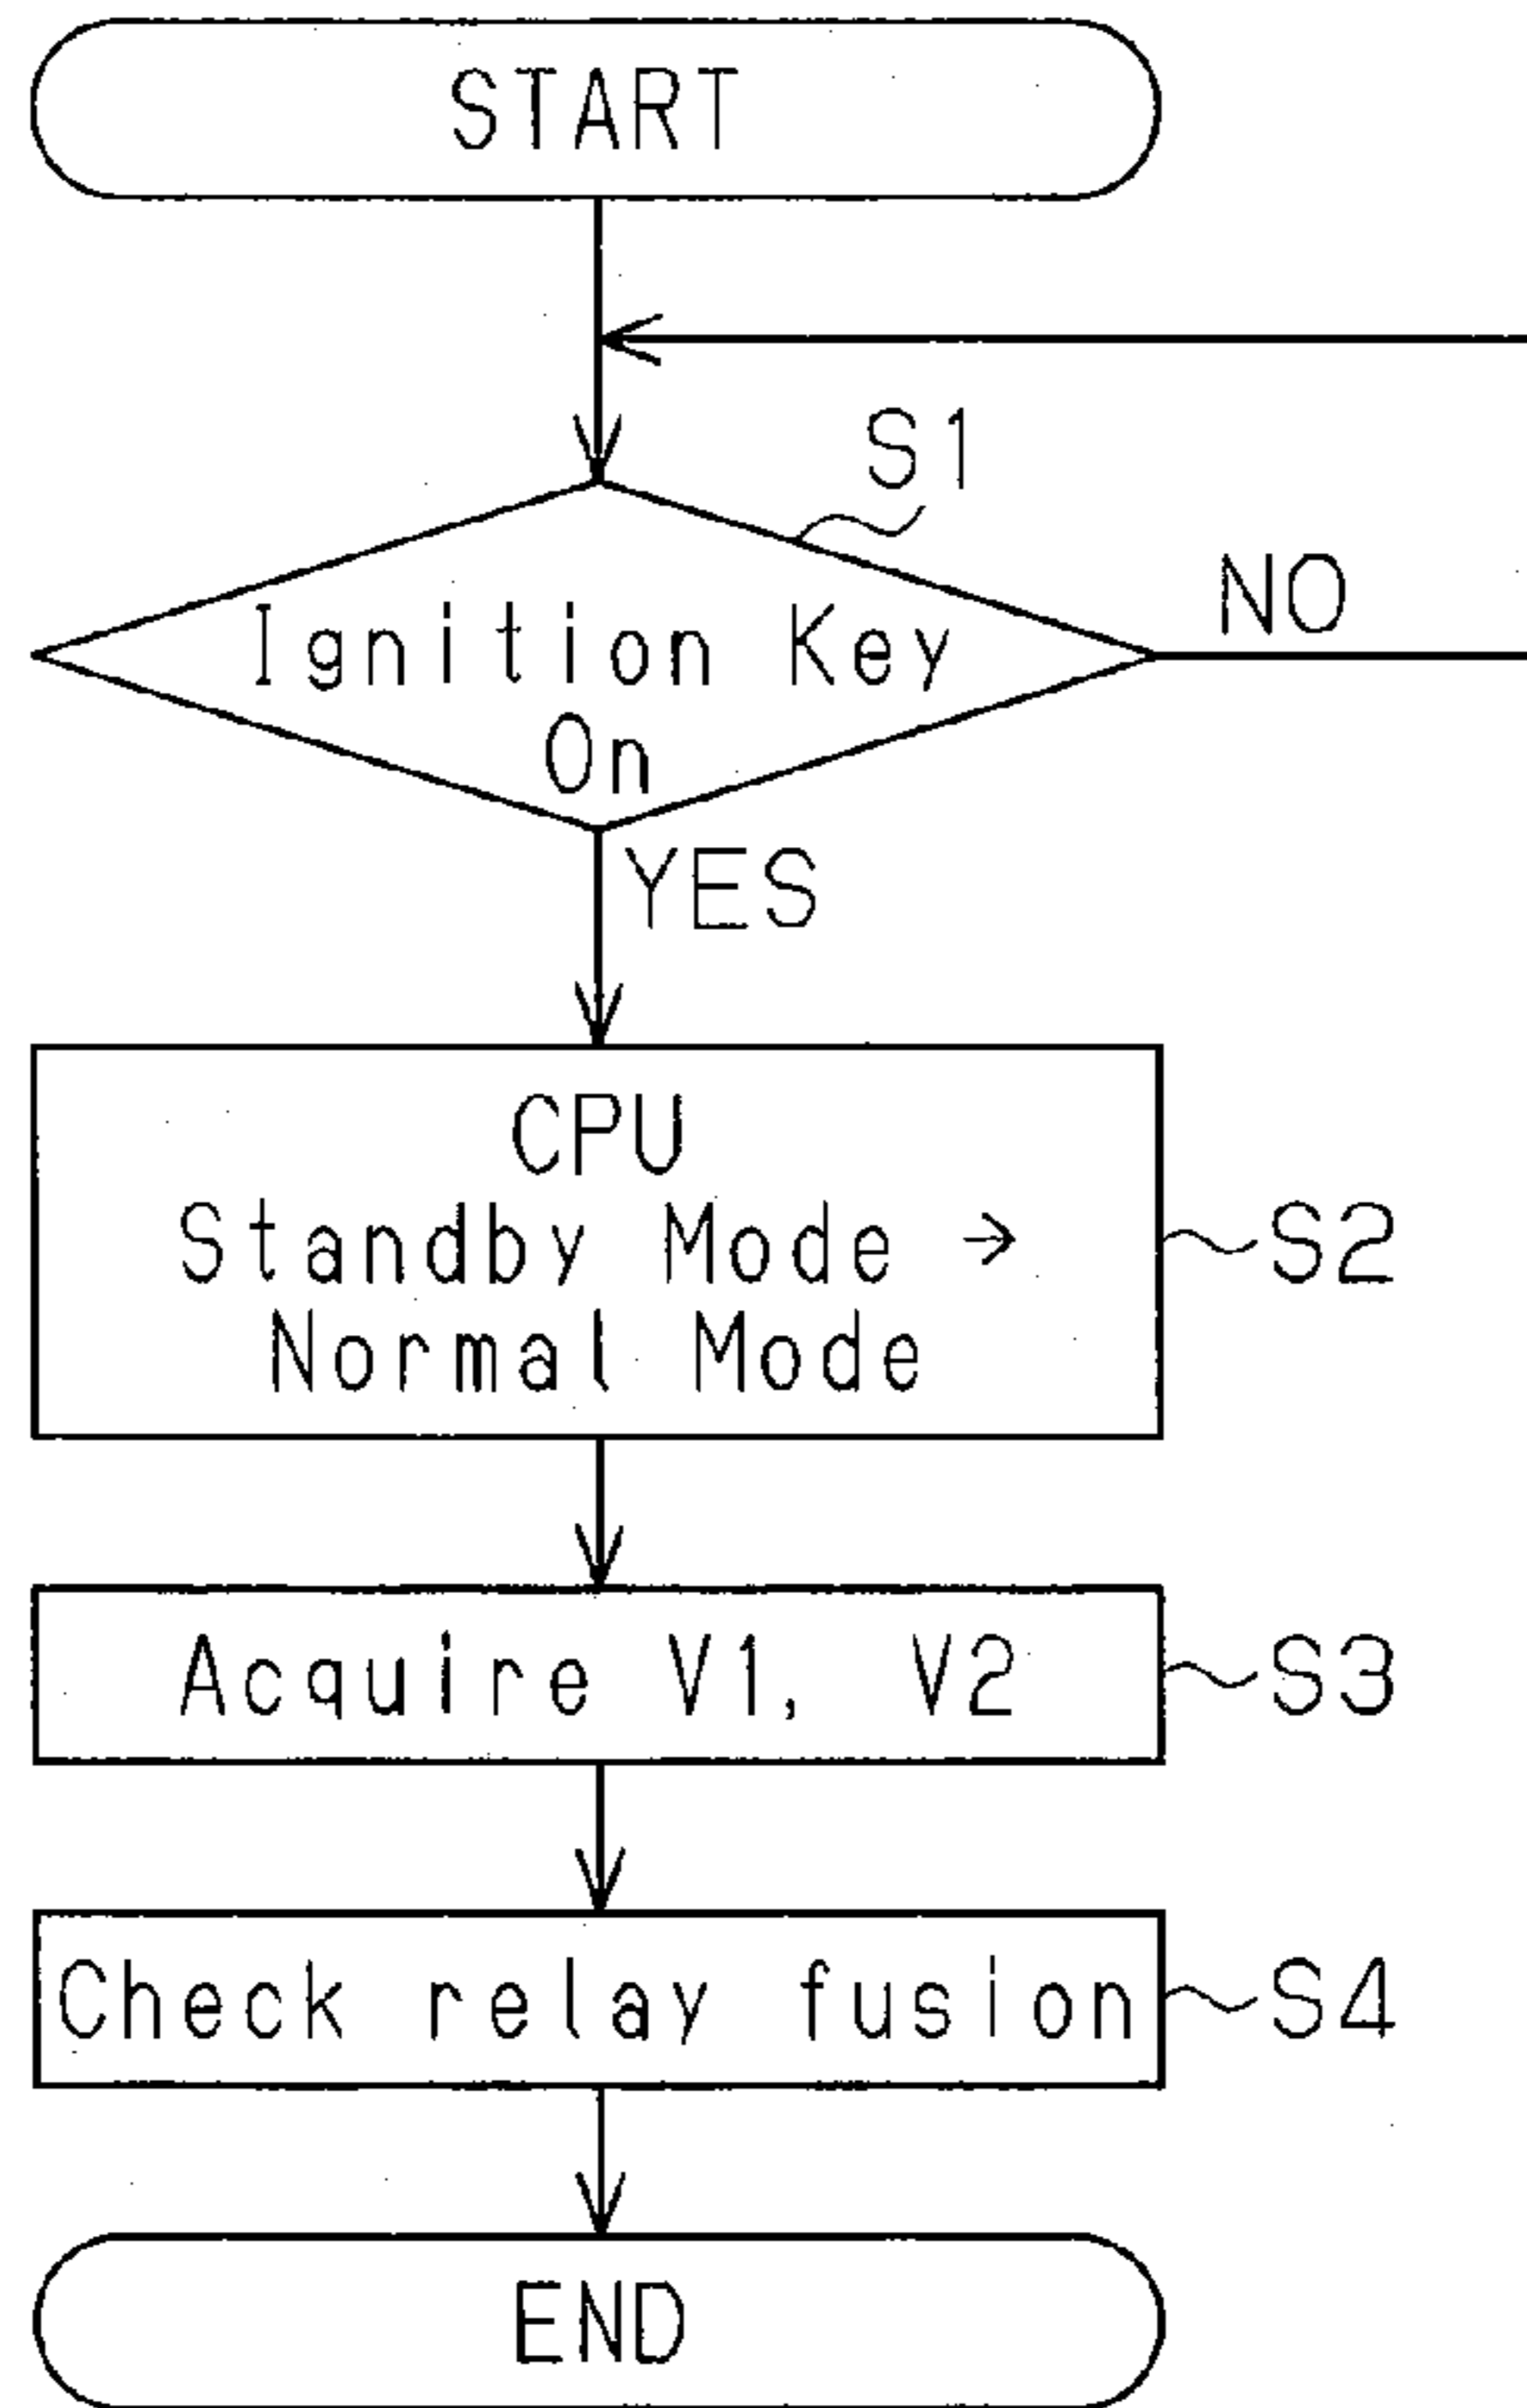 START
S1
Ignition Key
On
NO
YES
CPU
Standby Mode →
Normal Mode
S2
Acquire V1, V2
S3
Check relay fusion
S4
END